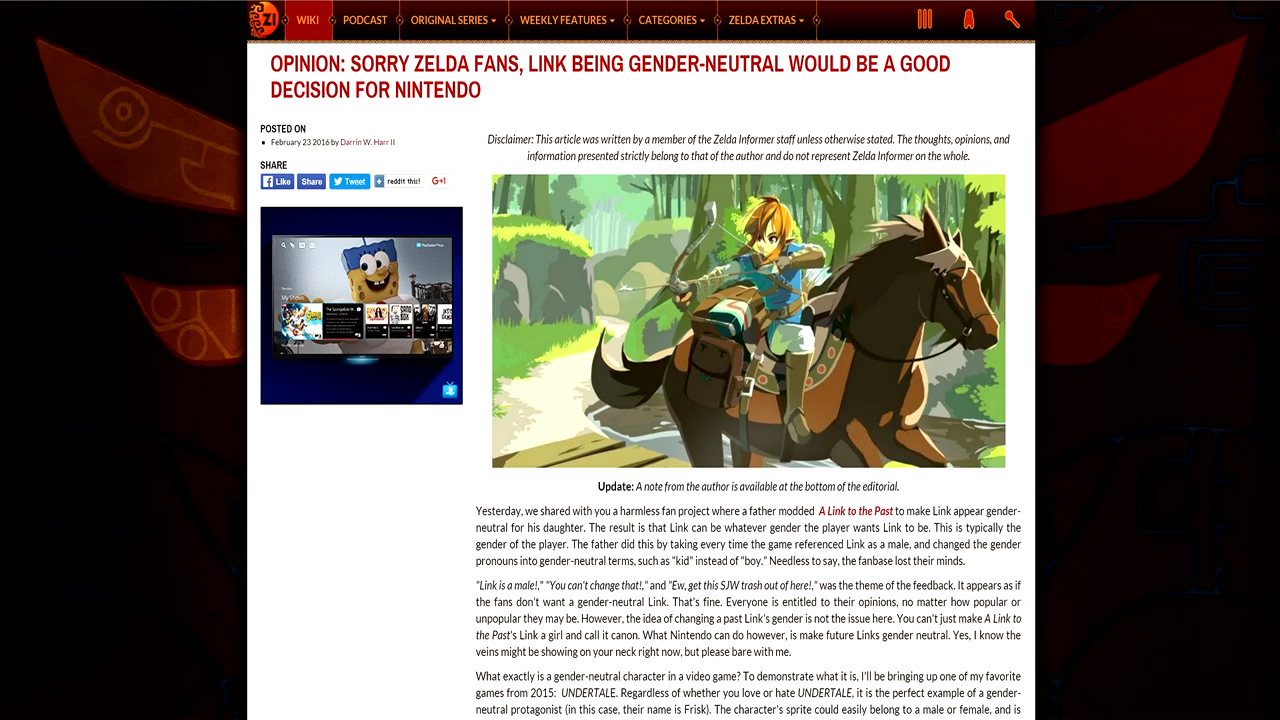 ZI WIKI PODCAST ORIGINAL SERIES WEEKLY FEATURES CATEGORIES ZELDA EXTRAS
OPINION: SORRY ZELDA FANS, LINK BEING GENDER-NEUTRAL WOULD BE A GOOD
DECISION FOR NINTENDO
POSTED ON
February 23 2016 by Darrin W. Harr II
SHARE
Like Share Tweet reddit this! G+1
My Shows
Disclaimer: This article was written by a member of the Zelda Informer staff unless otherwise stated. The thoughts, opinions, and
information presented strictly belong to that of the author and do not represent Zelda Informer on the whole.
Update: A note from the author is available at the bottom of the editorial.
Yesterday, we shared with you a harmless fan project where a father modded A Link to the Past to make Link appear gender-
neutral for his daughter. The result is that Link can be whatever gender the player wants Link to be. This is typically the
gender of the player. The father did this by taking every time the game referenced Link as a male, and changed the gender
pronouns into gender-neutral terms, such as "kid" instead of "boy." Needless to say, the fanbase lost their minds.
"Link is a male!," "You can't change that!," and "Ew, get this SJW trash out of here!," was the theme of the feedback. It appears as if
the fans don't want a gender-neutral Link. That's fine. Everyone is entitled to their opinions, no matter how popular or
unpopular they may be. However, the idea of changing a past Link's gender is not the issue here. You can't just make A Link to
the Past's Link a girl and call it canon. What Nintendo can do however, is make future Links gender neutral. Yes, I know the
veins might be showing on your neck right now, but please bare with me.
What exactly is a gender-neutral character in a video game? To demonstrate what it is, I'll be bringing up one of my favorite
games from 2015: UNDERTALE. Regardless of whether you love or hate UNDERTALE, it is the perfect example of a gender-
neutral protagonist (in this case, their name is Frisk). The character's sprite could easily belong to a male or female, and is